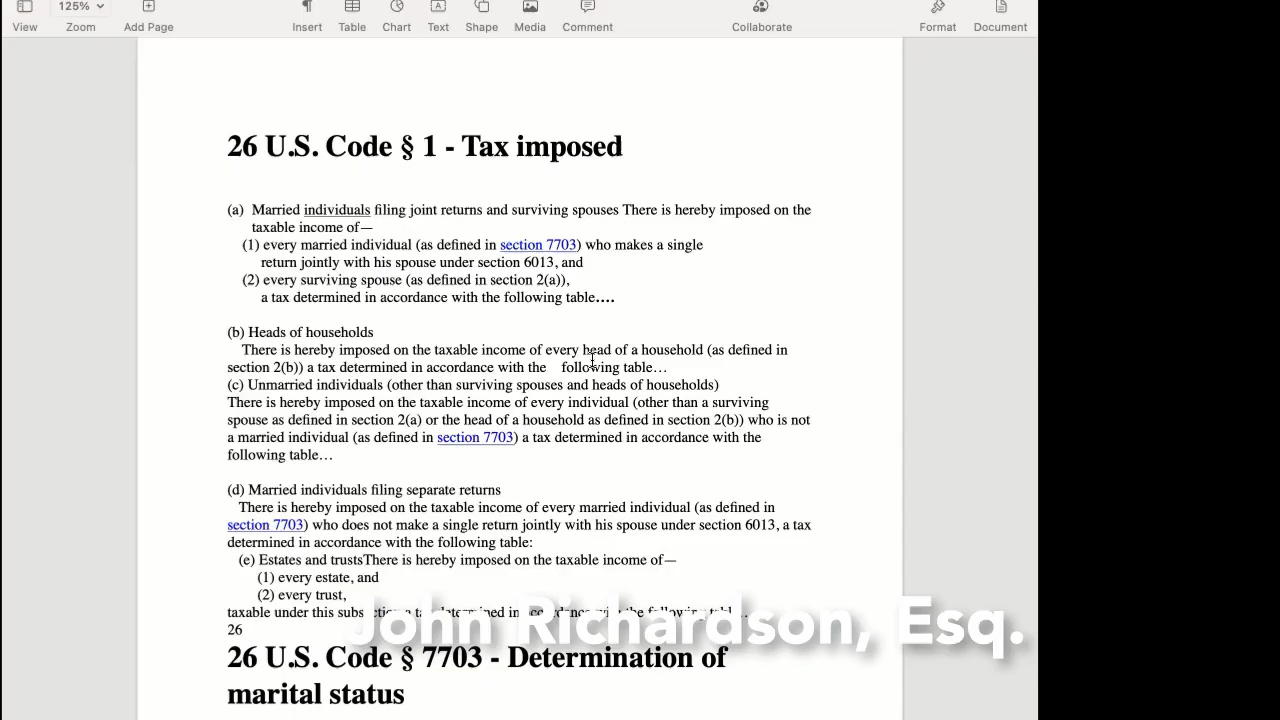 125%
View Zoom Add Page Insert Table Chart Text Shape Media Comment Collaborate Format Document
26 U.S. Code § 1 - Tax imposed
(a) Married individuals filing joint returns and surviving spouses There is hereby imposed on the
taxable income of—
(1) every married individual (as defined in section 7703) who makes a single
return jointly with his spouse under section 6013, and
(2) every surviving spouse (as defined in section 2(a)),
a tax determined in accordance with the following table....
(b) Heads of households
There is hereby imposed on the taxable income of every head of a household (as defined in
section 2(b)) a tax determined in accordance with the following table…
(c) Unmarried individuals (other than surviving spouses and heads of households)
There is hereby imposed on the taxable income of every individual (other than a surviving
spouse as defined in section 2(a) or the head of a household as defined in section 2(b)) who is not
a married individual (as defined in section 7703) a tax determined in accordance with the
following table…
(d) Married individuals filing separate returns
There is hereby imposed on the taxable income of every married individual (as defined in
section 7703) who does not make a single return jointly with his spouse under section 6013, a tax
determined in accordance with the following table:
(e) Estates and trustsThere is hereby imposed on the taxable income of—
(1) every estate, and
(2) every trust,
taxable under this subsection a tax determined in accordance with the following table…
John Richardson, Esq.
26
26 U.S. Code § 7703 - Determination of
marital status